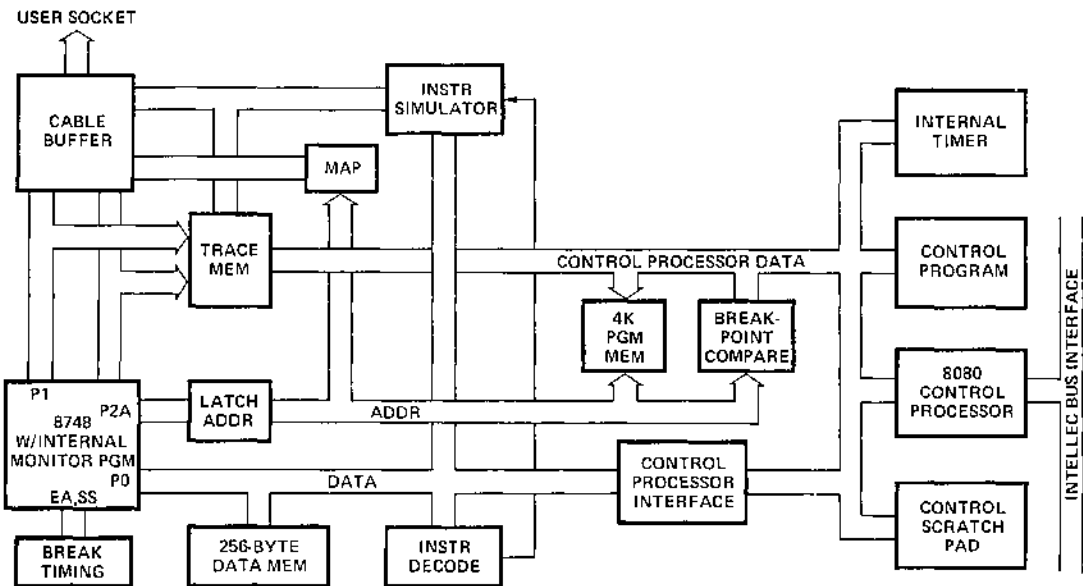 USER SOCKET
CABLE
BUFFER
INSTR
SIMULATOR
INTERNAL
TIMER
MAP
TRACE
MEM
CONTROL PROCESSOR DATA
CONTROL
PROGRAM
4K
PGM
MEM
BREAK-
POINT
COMPARE
8080
CONTROL
PROCESSOR
INTELLEC BUS INTERFACE
P1
P2A
8748
W/INTERNAL
MONITOR PGM
P0
EA,SS
LATCH
ADDR
ADDR
DATA
CONTROL
PROCESSOR
INTERFACE
CONTROL
SCRATCH
PAD
BREAK
TIMING
256-BYTE
DATA MEM
INSTR
DECODE